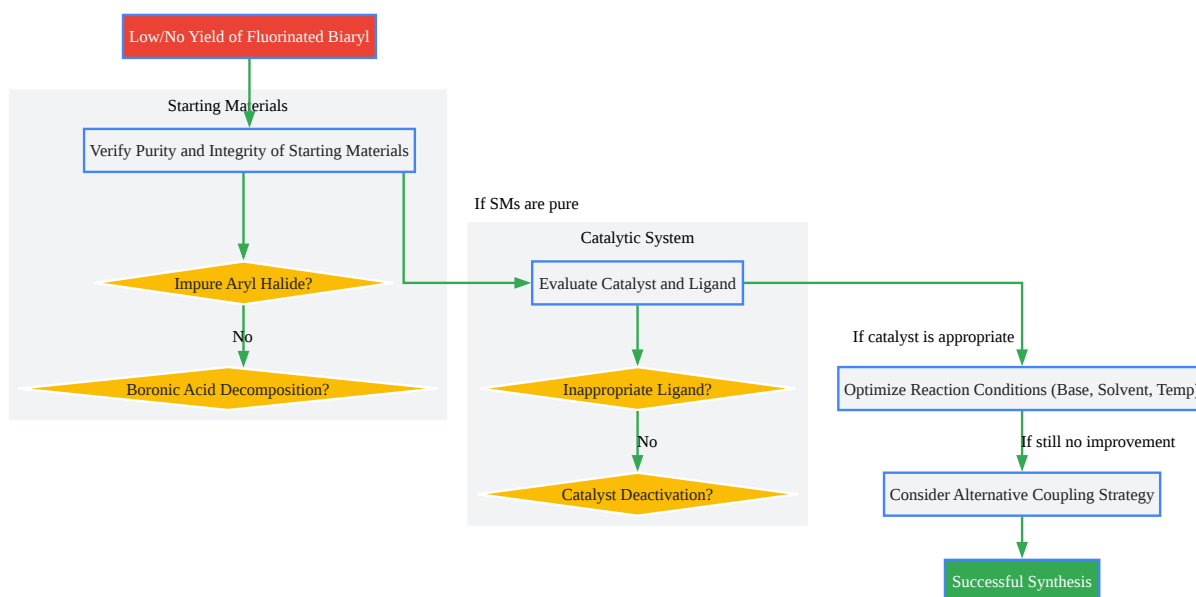 Low/No Yield of Fluorinated Biaryl
Starting Materials
Verify Purity and Integrity of Starting Materials
If SMs are pure
Catalytic System
Impure Aryl Halide?
Evaluate Catalyst and Ligand
No
If catalyst is appropriate
Boronic Acid Decomposition?
Inappropriate Ligand?
Optimize Reaction Conditions (Base, Solvent, Temp)
No
If still no improvement
Catalyst Deactivation?
Consider Alternative Coupling Strategy
Successful Synthesis